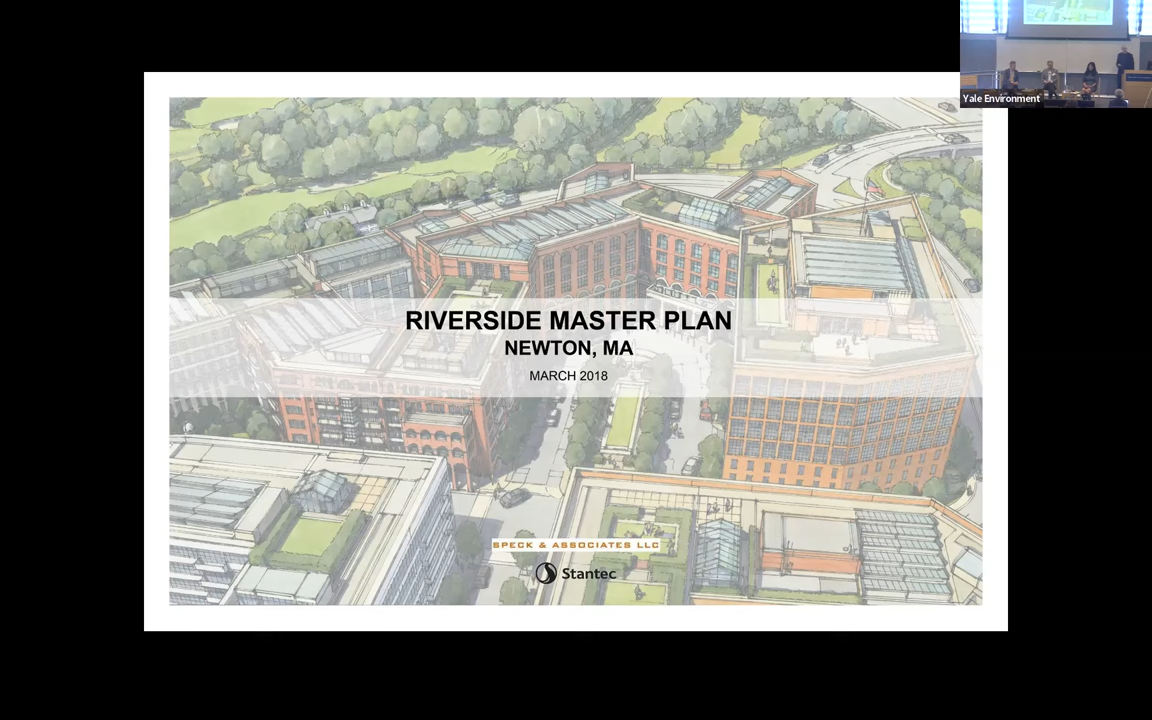 Yale Environment
RIVERSIDE MASTER PLAN
NEWTON, MA
MARCH 2018
SPECK & ASSOCIATES LLC
Stantec